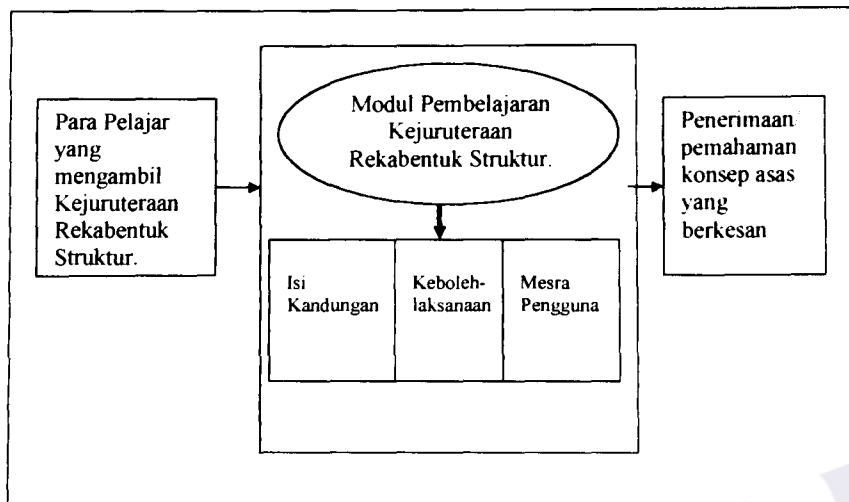 Para Pelajar
yang
mengambil
Kejuruteraan
Rekabentuk
Struktur.
Modul Pembelajaran
Kejuruteraan
Rekabentuk Struktur.
Isi
Kandungan
Keboleh-
laksanaan
Mesra
Pengguna
Penerimaan
pemahaman
konsep asas
yang
berkesan